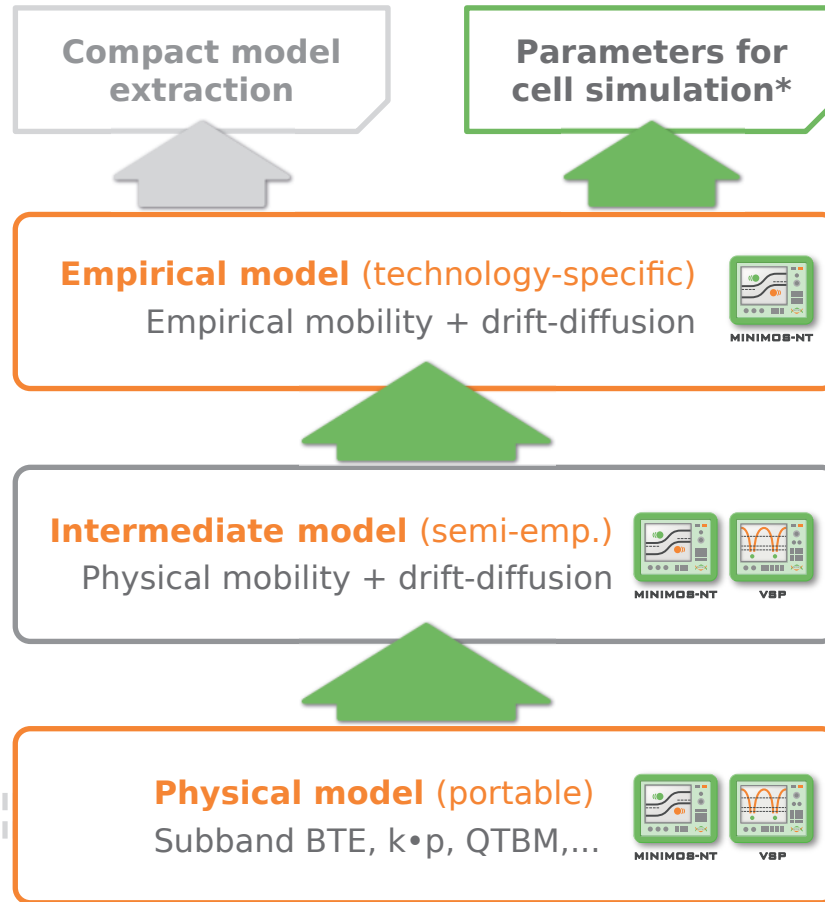 Compact model
extraction
Parameters for
cell simulation*
Empirical model (technology-specific)
Empirical mobility + drift-diffusion
MINIMOS-NT
Intermediate model (semi-emp.)
Physical mobility + drift-diffusion
MINIMOS-NT
VSP
Physical model (portable)
Subband BTE, k•p, QTBM,...
MINIMOS-NT
VSP